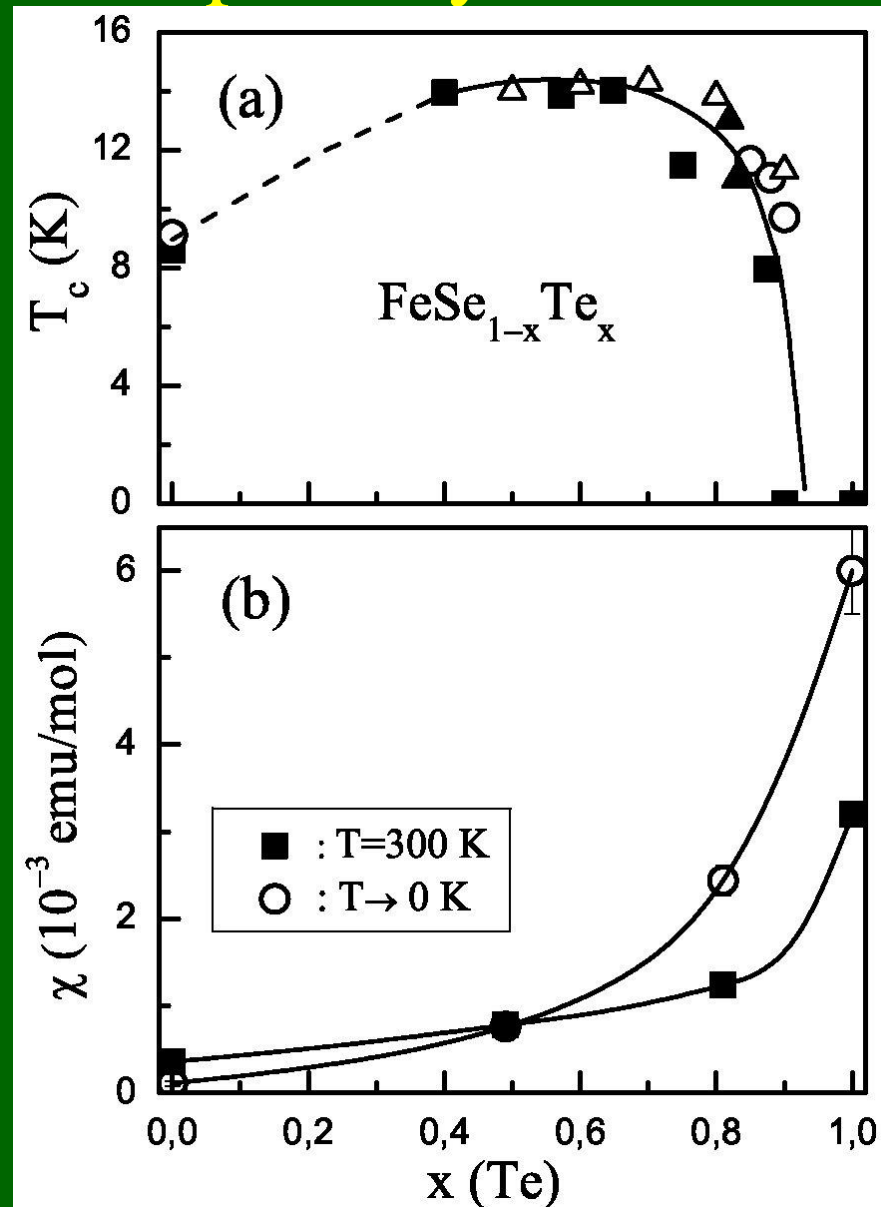 16
(a)
12
8
4
0
T_c (K)
FeSe_{1−x}Te_x
6
(b)
4
2
0
χ (10^{−3} emu/mol)
■ : T=300 K
○ : T→ 0 K
0,0 0,2 0,4 0,6 0,8 1,0
x (Te)